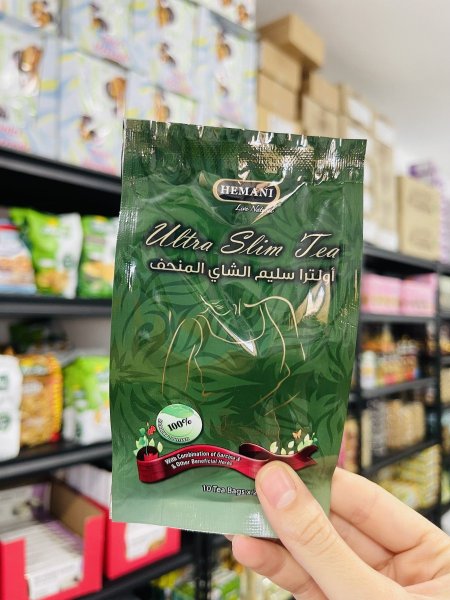 HEMANI
Live Natural
Ultra Slim Tea
أولترا سليم الشاي المنحف
100%
With Combination of Garcinia
& Other Beneficial Herbs
10 Tea Bags x